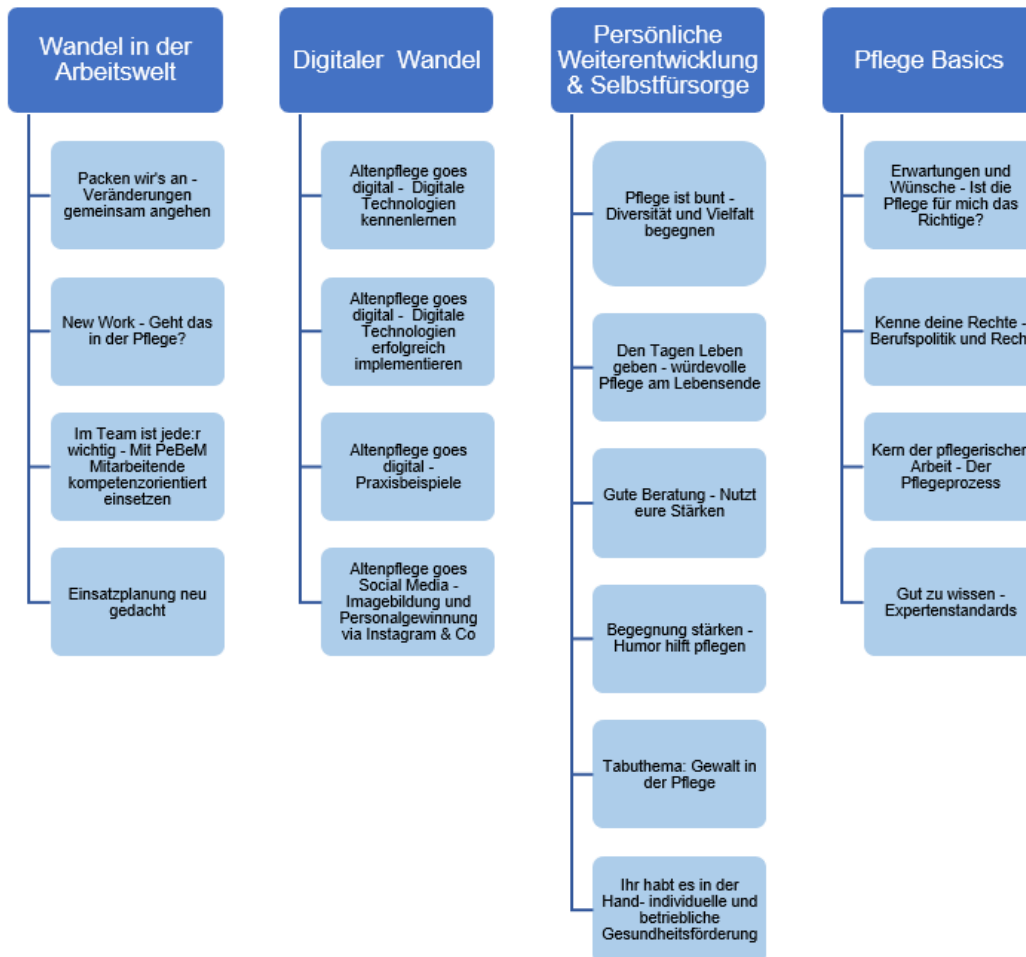 Wandel in der
Arbeitswelt
Packen wir's an -
Veränderungen
gemeinsam angehen
New Work - Geht das
in der Pflege?
Im Team ist jede:r
wichtig - Mit PeBeM
Mitarbeitende
kompetenzorientiert
einsetzen
Einsatzplanung neu
gedacht
Digitaler Wandel
Altenpflege goes
digital - Digitale
Technologien
kennenlernen
Altenpflege goes
digital - Digitale
Technologien
erfolgreich
implementieren
Altenpflege goes
digital -
Praxisbeispiele
Altenpflege goes
Social Media -
Imagebildung und
Personalgewinnung
via Instagram & Co
Persönliche
Weiterentwicklung
& Selbstfürsorge
Pflege ist bunt -
Diversität und Vielfalt
begegnen
Den Tagen Leben
geben - würdevolle
Pflege am Lebensende
Gute Beratung - Nutzt
eure Stärken
Begegnung stärken -
Humor hilft pflegen
Tabuthema: Gewalt in
der Pflege
Ihr habt es in der
Hand- individuelle und
betriebliche
Gesundheitsförderung
Pflege Basics
Erwartungen und
Wünsche - Ist die
Pflege für mich das
Richtige?
Kenne deine Rechte -
Berufspolitik und Recht
Kern der pflegerischen
Arbeit - Der
Pflegeprozess
Gut zu wissen -
Expertenstandards